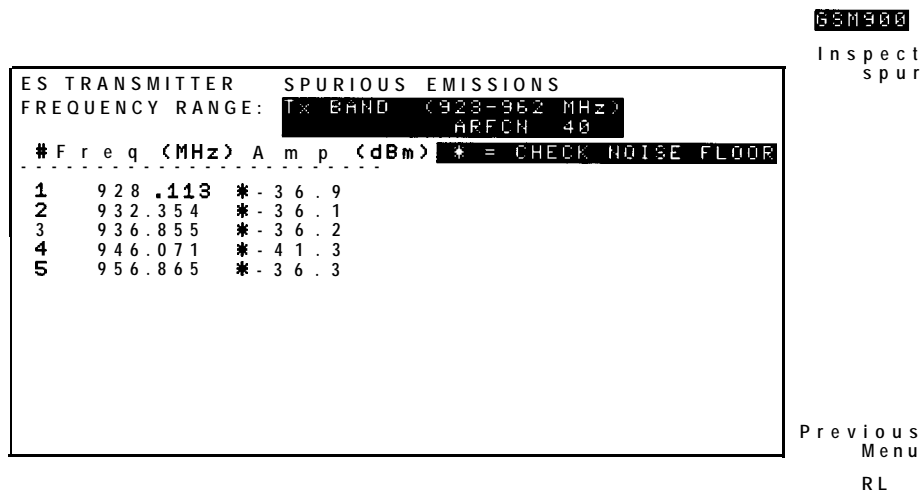 GSM900
Inspect
spur
ES TRANSMITTER SPURIOUS EMISSIONS
FREQUENCY RANGE: Tx BAND (923-962 MHz)
ARFCN 40
# Freq (MHz) Amp (dBm) * = CHECK NOISE FLOOR
1 928.113 *-36.9
2 932.354 *-36.1
3 936.855 *-36.2
4 946.071 *-41.3
5 956.865 *-36.3
Previous
Menu
RL